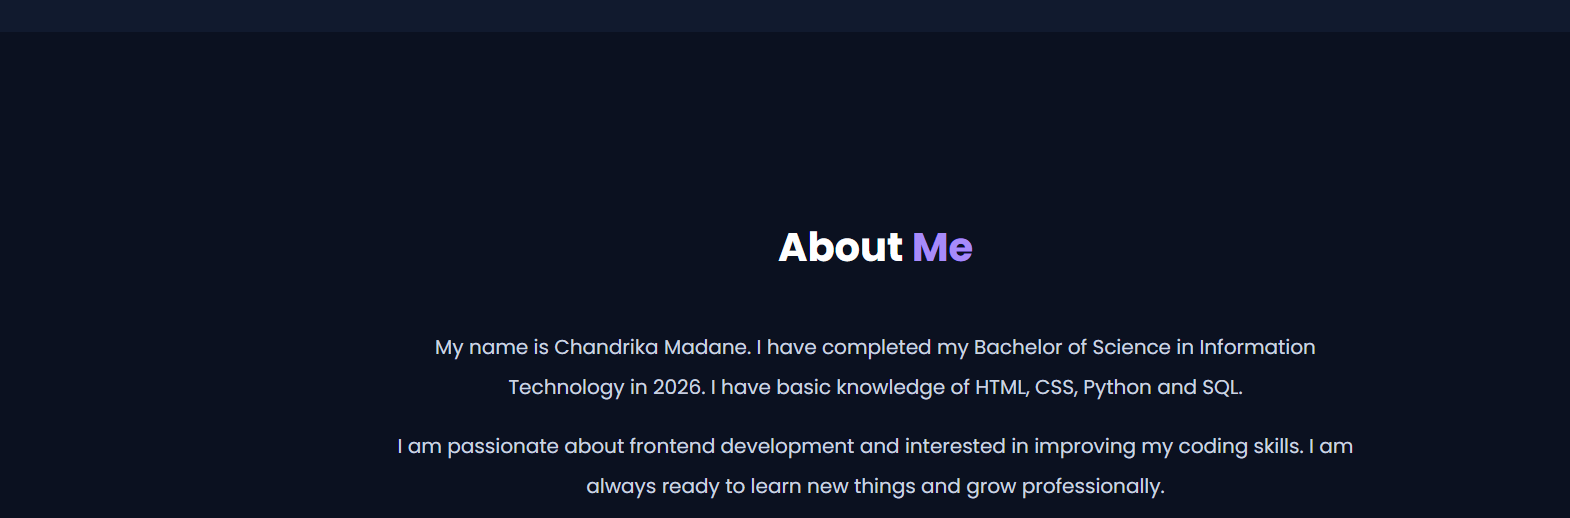 About Me
My name is Chandrika Madane. I have completed my Bachelor of Science in Information
Technology in 2026. I have basic knowledge of HTML, CSS, Python and SQL.
I am passionate about frontend development and interested in improving my coding skills. I am
always ready to learn new things and grow professionally.